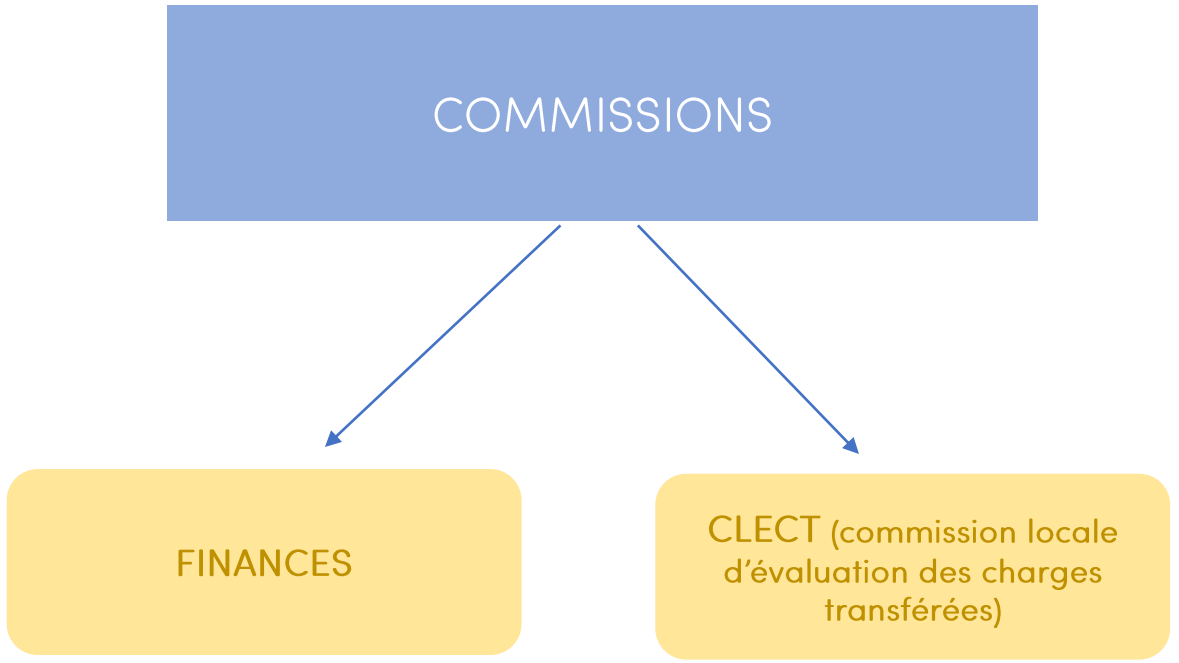 COMMISSIONS
FINANCES
CLECT (commission locale
d’évaluation des charges
transférées)